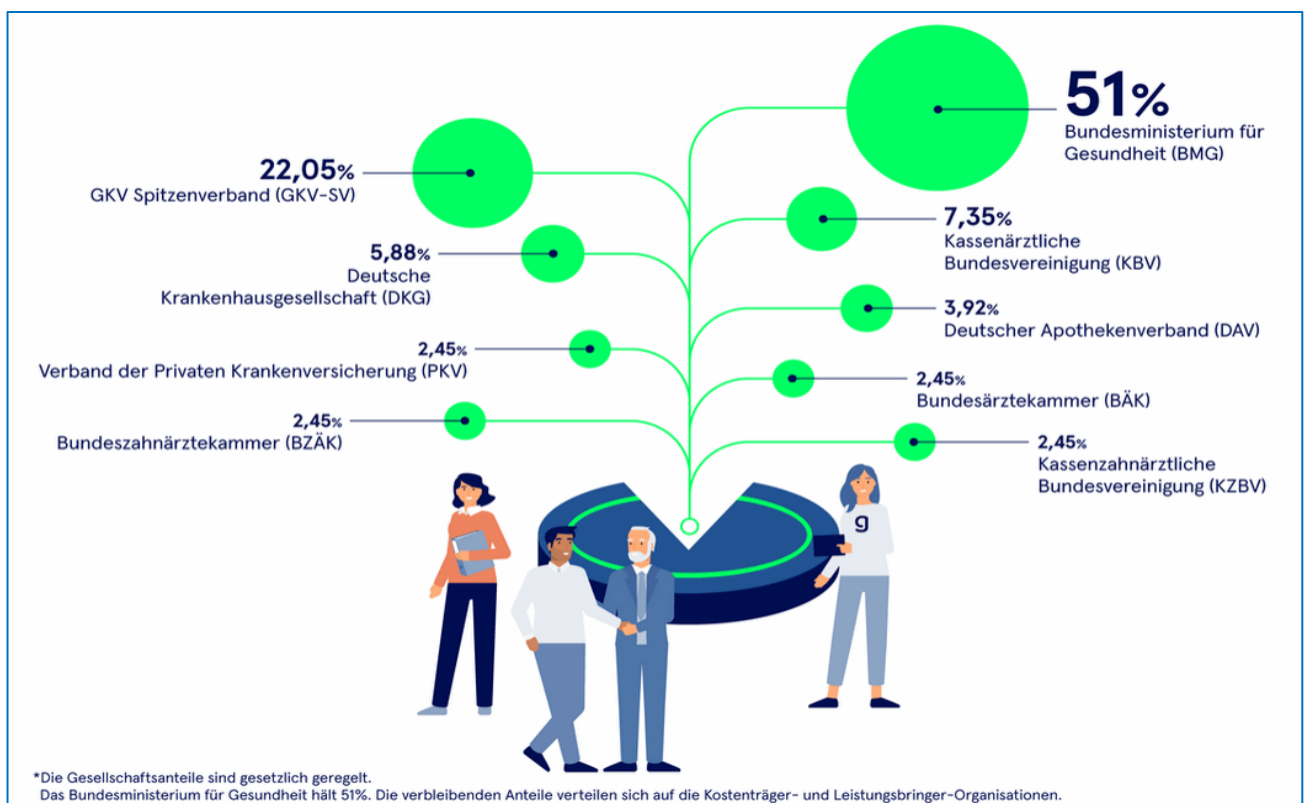 51%
Bundesministerium für
Gesundheit (BMG)
22,05%
GKV Spitzenverband (GKV-SV)
7,35%
Kassenärztliche
Bundesvereinigung (KBV)
5,88%
Deutsche
Krankenhausgesellschaft (DKG)
3,92%
Deutscher Apothekenverband (DAV)
2,45%
Verband der Privaten Krankenversicherung (PKV)
2,45%
Bundesärztekammer (BÄK)
2,45%
Bundeszahnärztekammer (BZÄK)
2,45%
Kassenzahnärztliche
Bundesvereinigung (KZBV)
g
*Die Gesellschaftsanteile sind gesetzlich geregelt.
Das Bundesministerium für Gesundheit hält 51%. Die verbleibenden Anteile verteilen sich auf die Kostenträger- und Leistungsbringer-Organisationen.